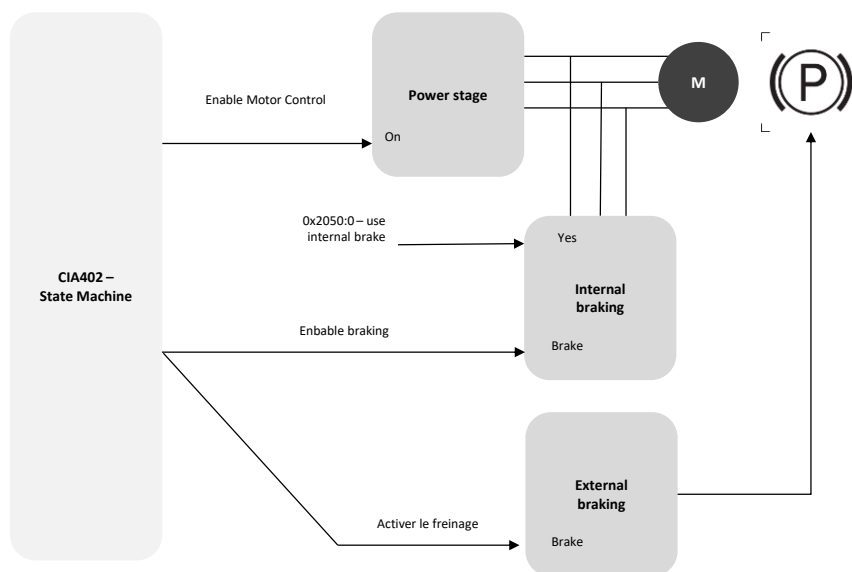 Enable Motor Control
Power stage
On
M
P
0x2050:0 – use
internal brake
Yes
CIA402 –
State Machine
Internal
braking
Enbable braking
Brake
External
braking
Activer le freinage
Brake